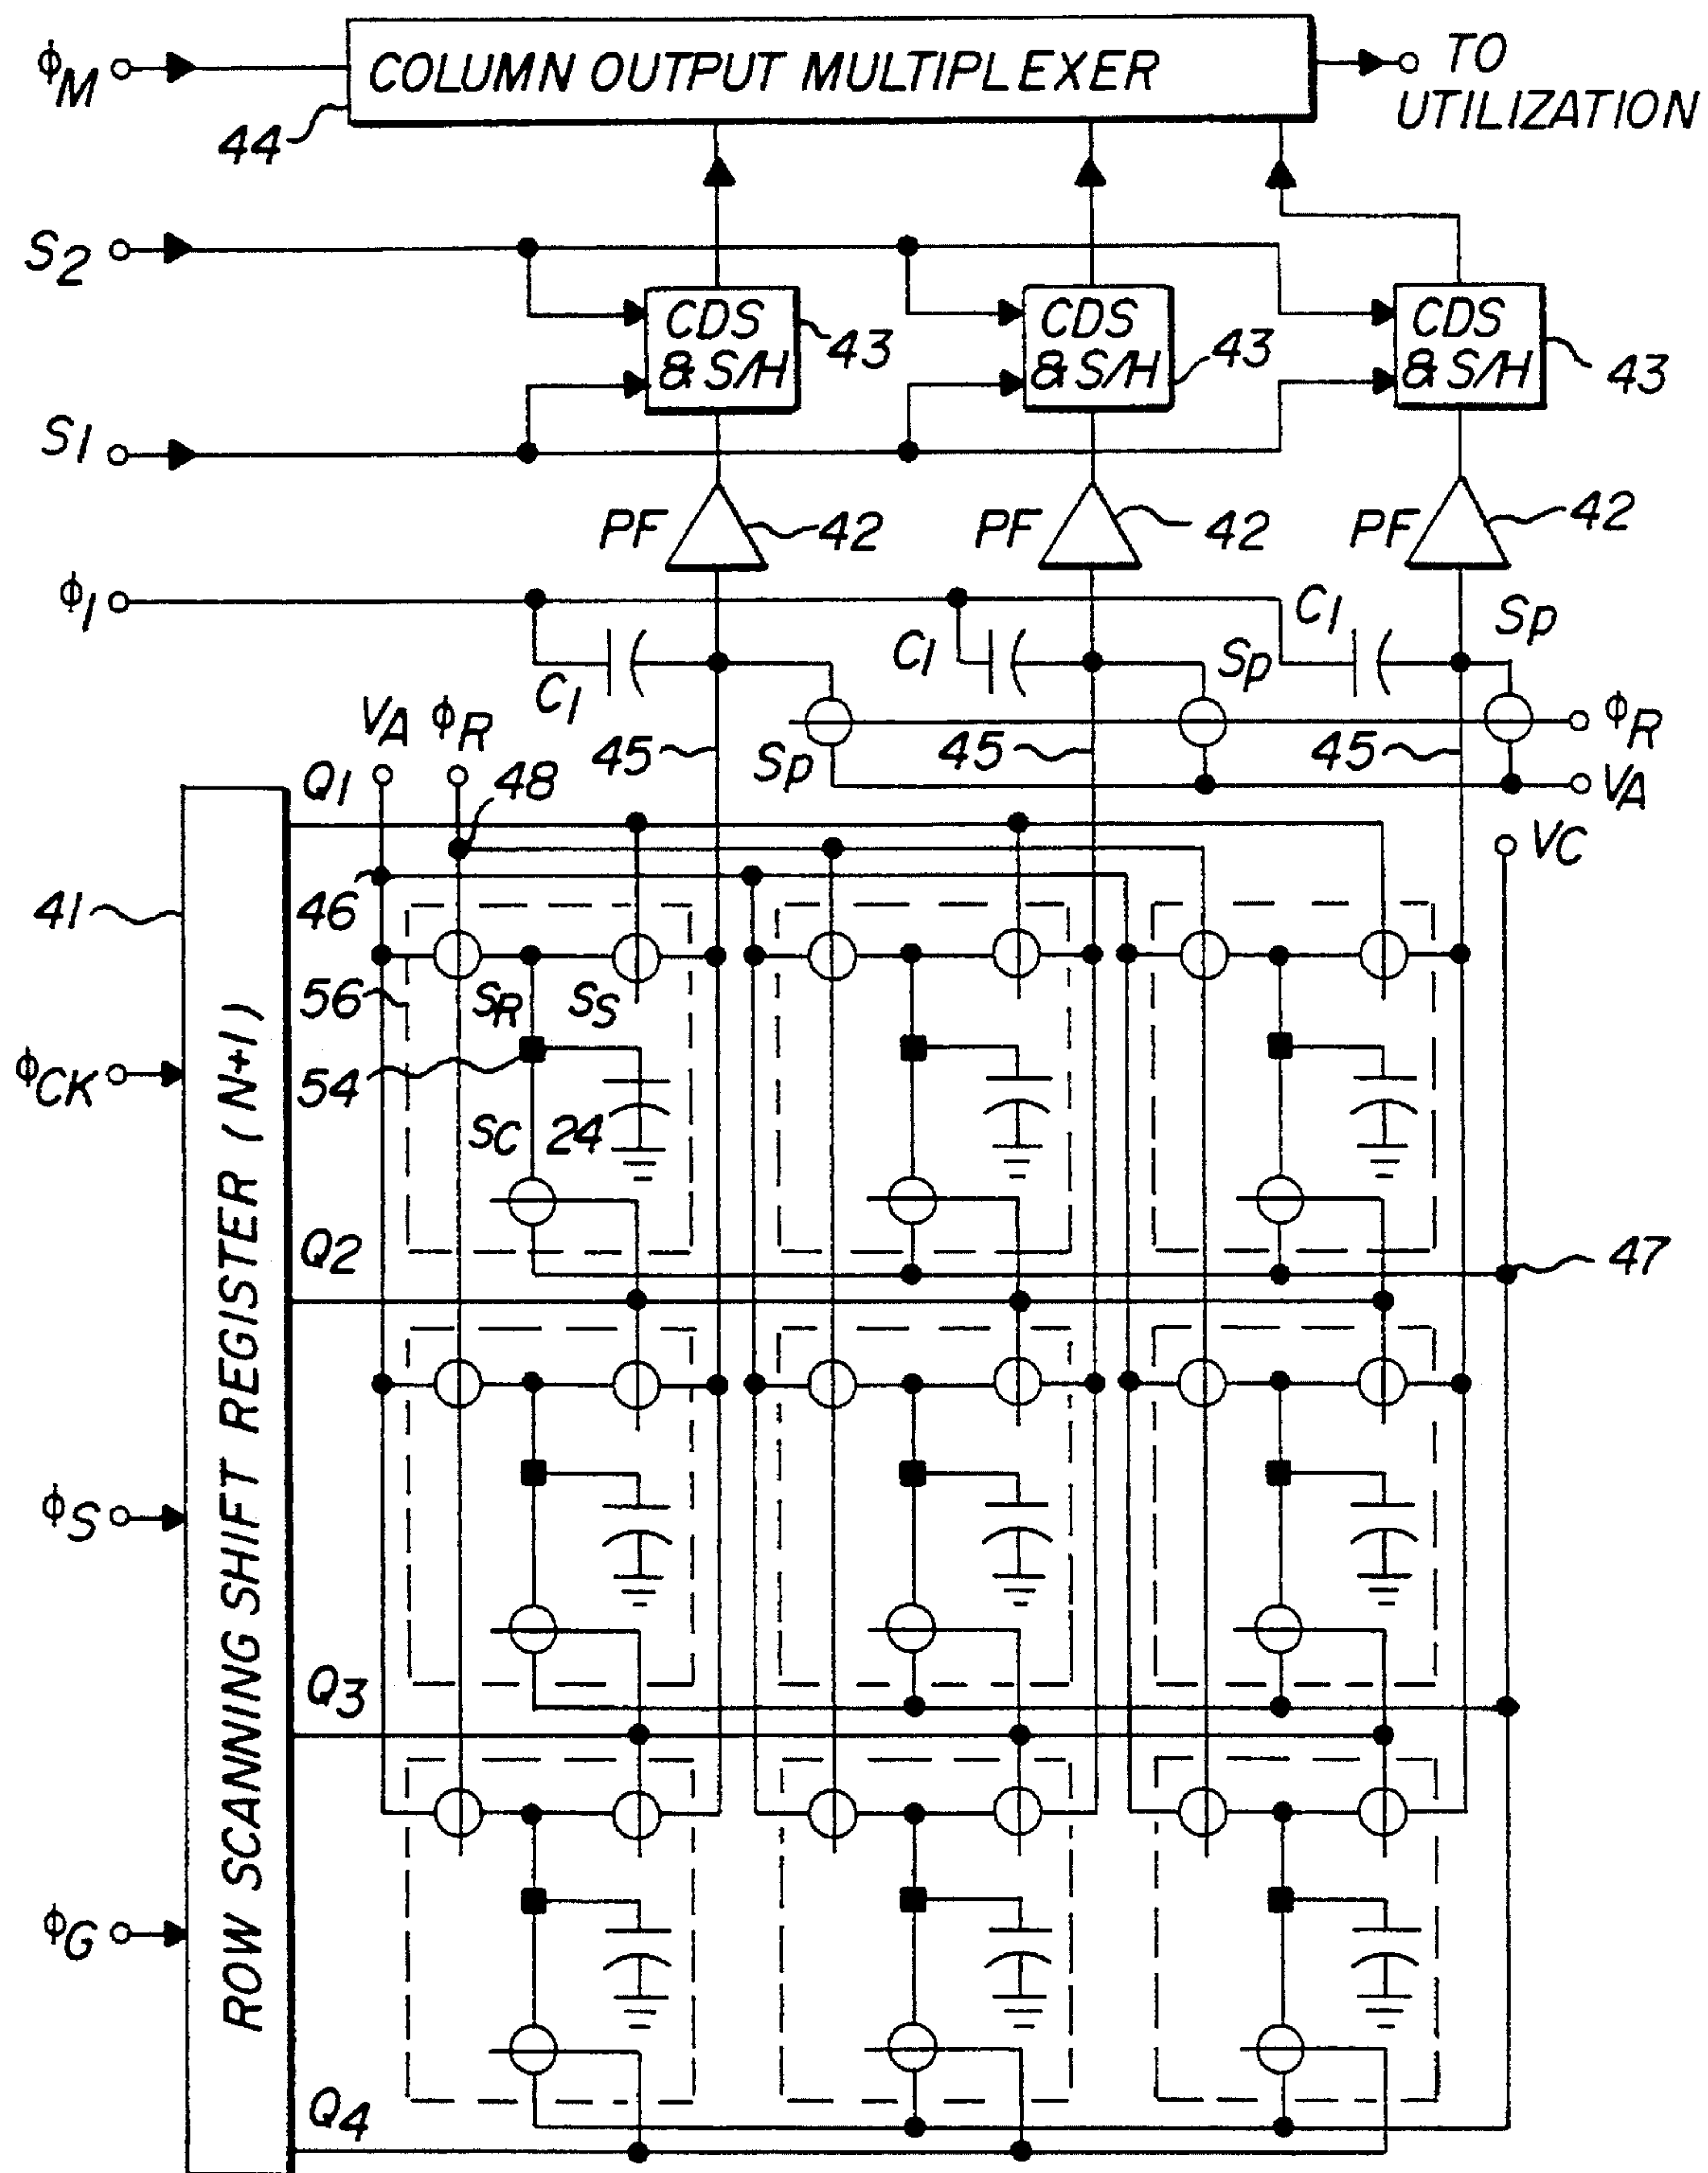 ΦM
COLUMN OUTPUT MULTIPLEXER
TO
UTILIZATION
44
S2
CDS
& S/H
43
CDS
& S/H
43
CDS
& S/H
43
S1
PF
42
PF
42
PF
42
Φ1
C1
C1
C1
Sp
Sp
Sp
VA
ΦR
45
45
45
ΦR
VA
Q1
48
VC
41
46
56
SR
SS
54
SC
24
ΦCK
ROW SCANNING SHIFT REGISTER (N+1)
Q2
47
ΦS
Q3
ΦG
Q4